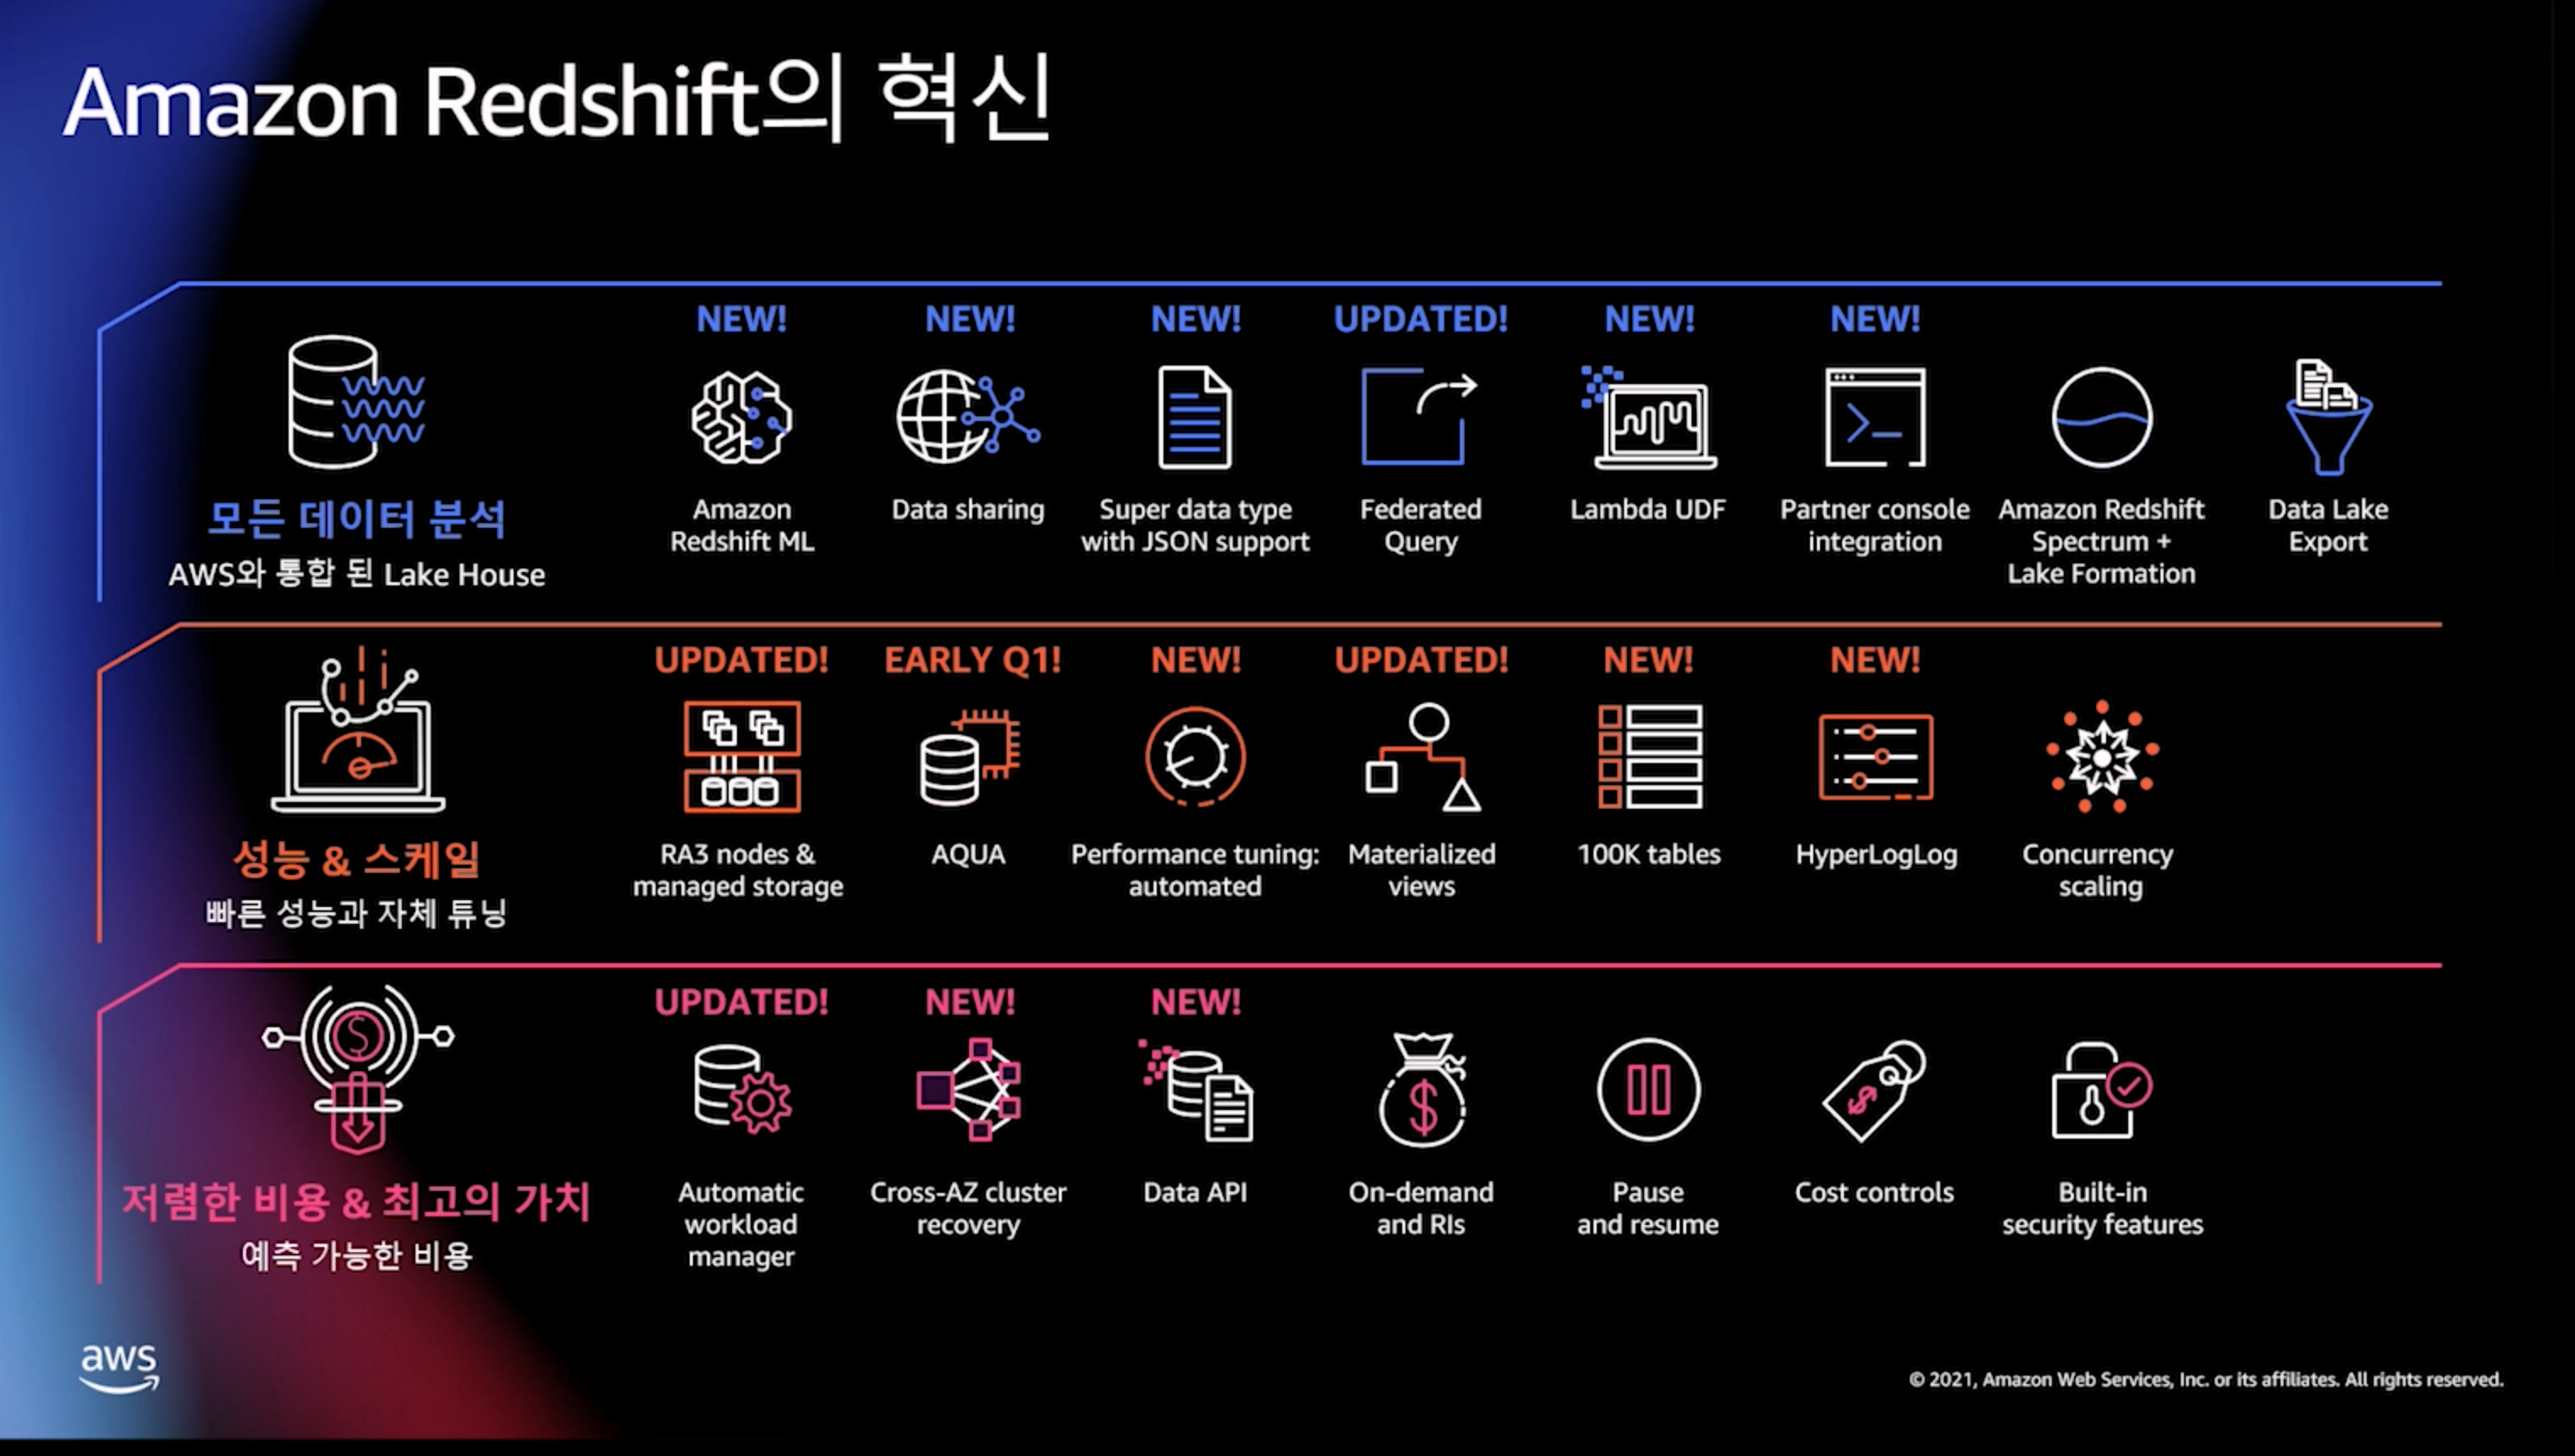 Amazon Redshift의 혁신
NEW!
NEW!
NEW!
UPDATED!
NEW!
NEW!
모든 데이터 분석
AWS와 통합 된 Lake House
Amazon
Redshift ML
Data sharing
Super data type
with JSON support
Federated
Query
Lambda UDF
Partner console
integration
Amazon Redshift
Spectrum +
Lake Formation
Data Lake
Export
UPDATED!
EARLY Q1!
NEW!
UPDATED!
NEW!
NEW!
성능 & 스케일
빠른 성능과 자체 튜닝
RA3 nodes &
managed storage
AQUA
Performance tuning:
automated
Materialized
views
100K tables
HyperLogLog
Concurrency
scaling
UPDATED!
NEW!
NEW!
저렴한 비용 & 최고의 가치
예측 가능한 비용
Automatic
workload
manager
Cross-AZ cluster
recovery
Data API
On-demand
and RIs
Pause
and resume
Cost controls
Built-in
security features
aws
© 2021, Amazon Web Services, Inc. or its affiliates. All rights reserved.